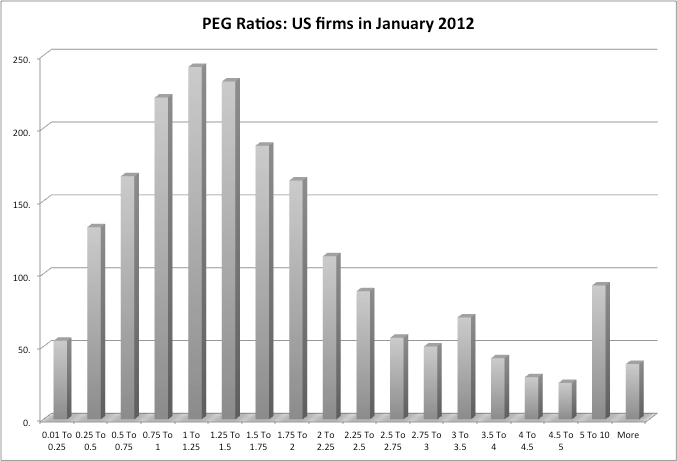 PEG Ratios: US firms in January 2012
250.
200.
150.
100.
50.
0.
0.01 To 0.25 To 0.5 To 0.75 To 1 To 1.25 To 1.5 To 1.75 To 2 To 2.25 To 2.5 To 2.75 To 3 To 3.5 To 4 To 4.5 To 5 To 10 More
0.25 0.5 0.75 1 1.25 1.5 1.75 2 2.25 2.5 2.75 3 3.5 4 4.5 5